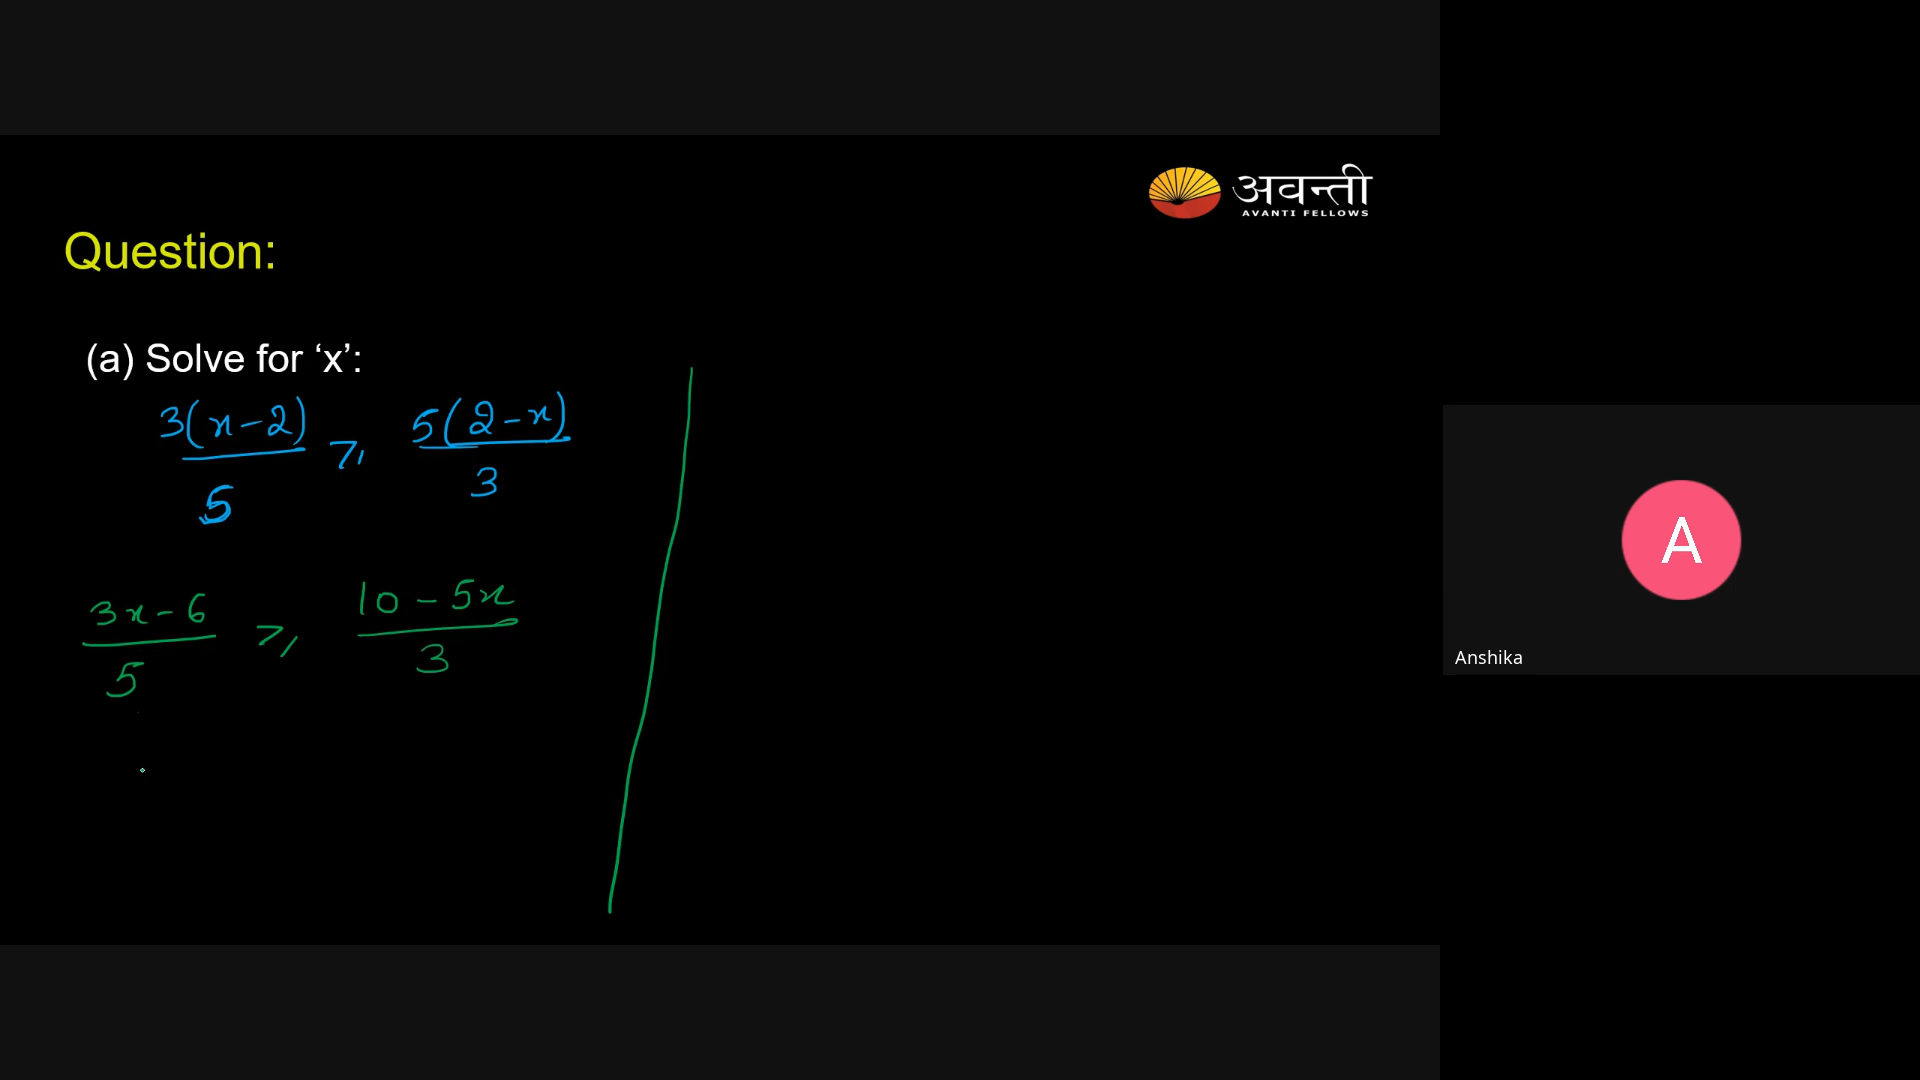 अवन्ती
AVANTI FELLOWS
Question:
(a) Solve for ‘x’:
3(x-2)/5 ≥ 5(2-x)/3
3x-6/5 ≥ 10-5x/3
A
Anshika